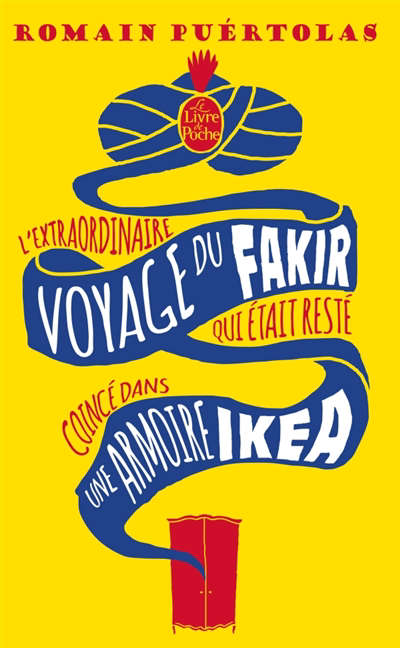 ROMAIN PUÉRTOLAS
Le
Livre
de
Poche
L'EXTRAORDINAIRE
VOYAGE DU FAKIR
QUI ÉTAIT RESTÉ
COINCÉ DANS
UNE ARMOIRE IKEA